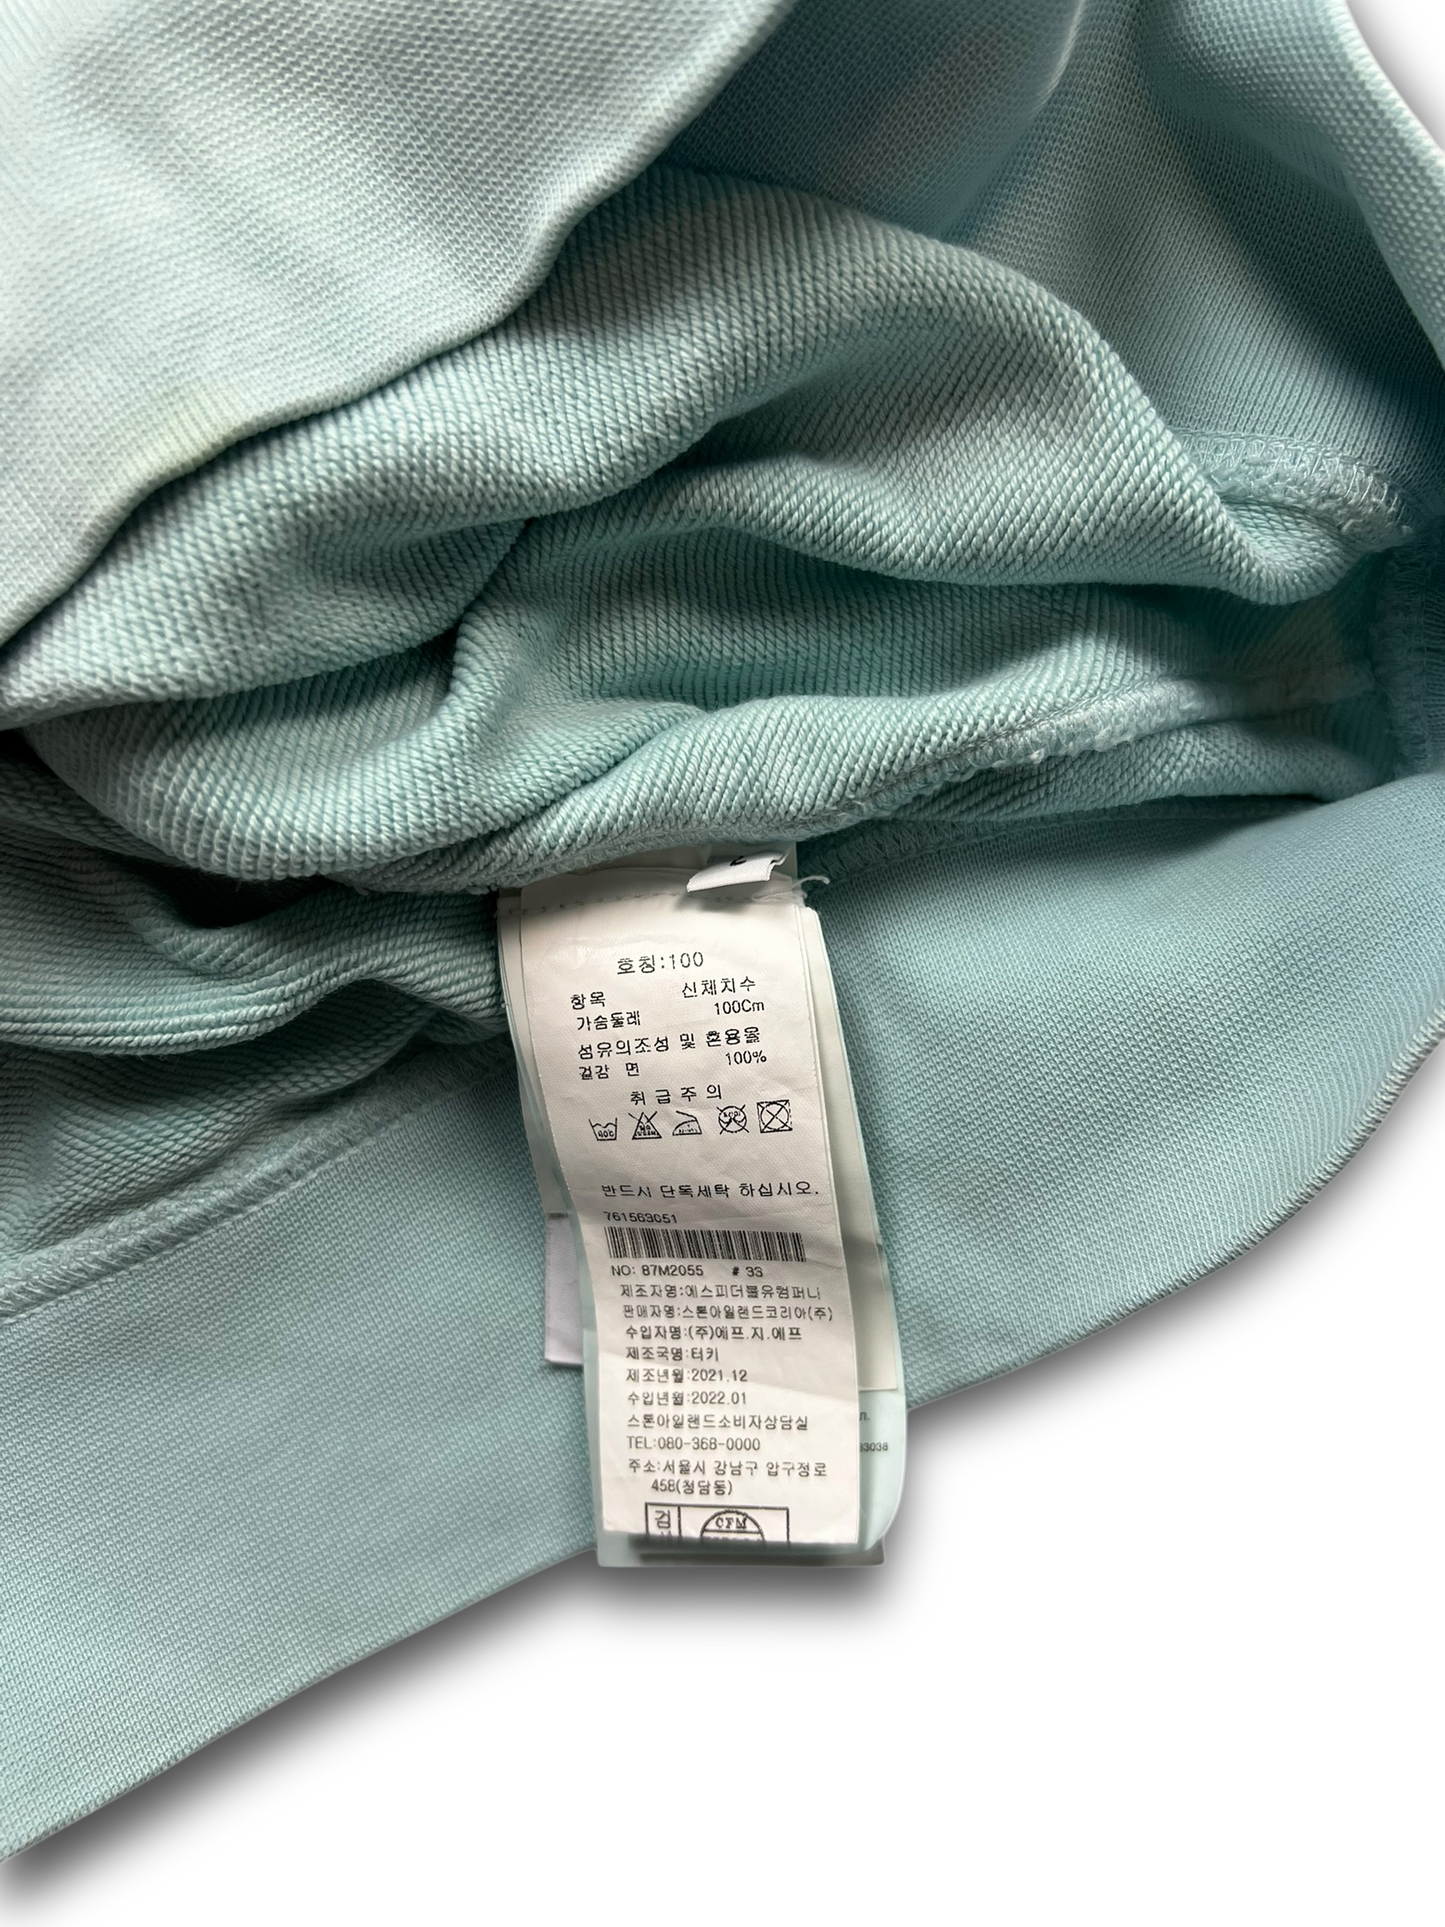 호칭:100
항목 신체치수
가슴둘레 100Cm
섬유의조성 및 혼용율
겉감 면 100%
취급주의
반드시 단독세탁 하십시오.
761563051
NO: 87M2055 # 3S
제조자명:에스피더블유컴퍼니
판매자명:스톤아일랜드코리아(주)
수입자명:(주)에프.지.에프
제조국명:터키
제조년월:2021.12
수입년월:2022.01
스톤아일랜드소비자상담실
TEL:080-368-0000
주소:서울시 강남구 압구정로
458(청담동)
검
CFM